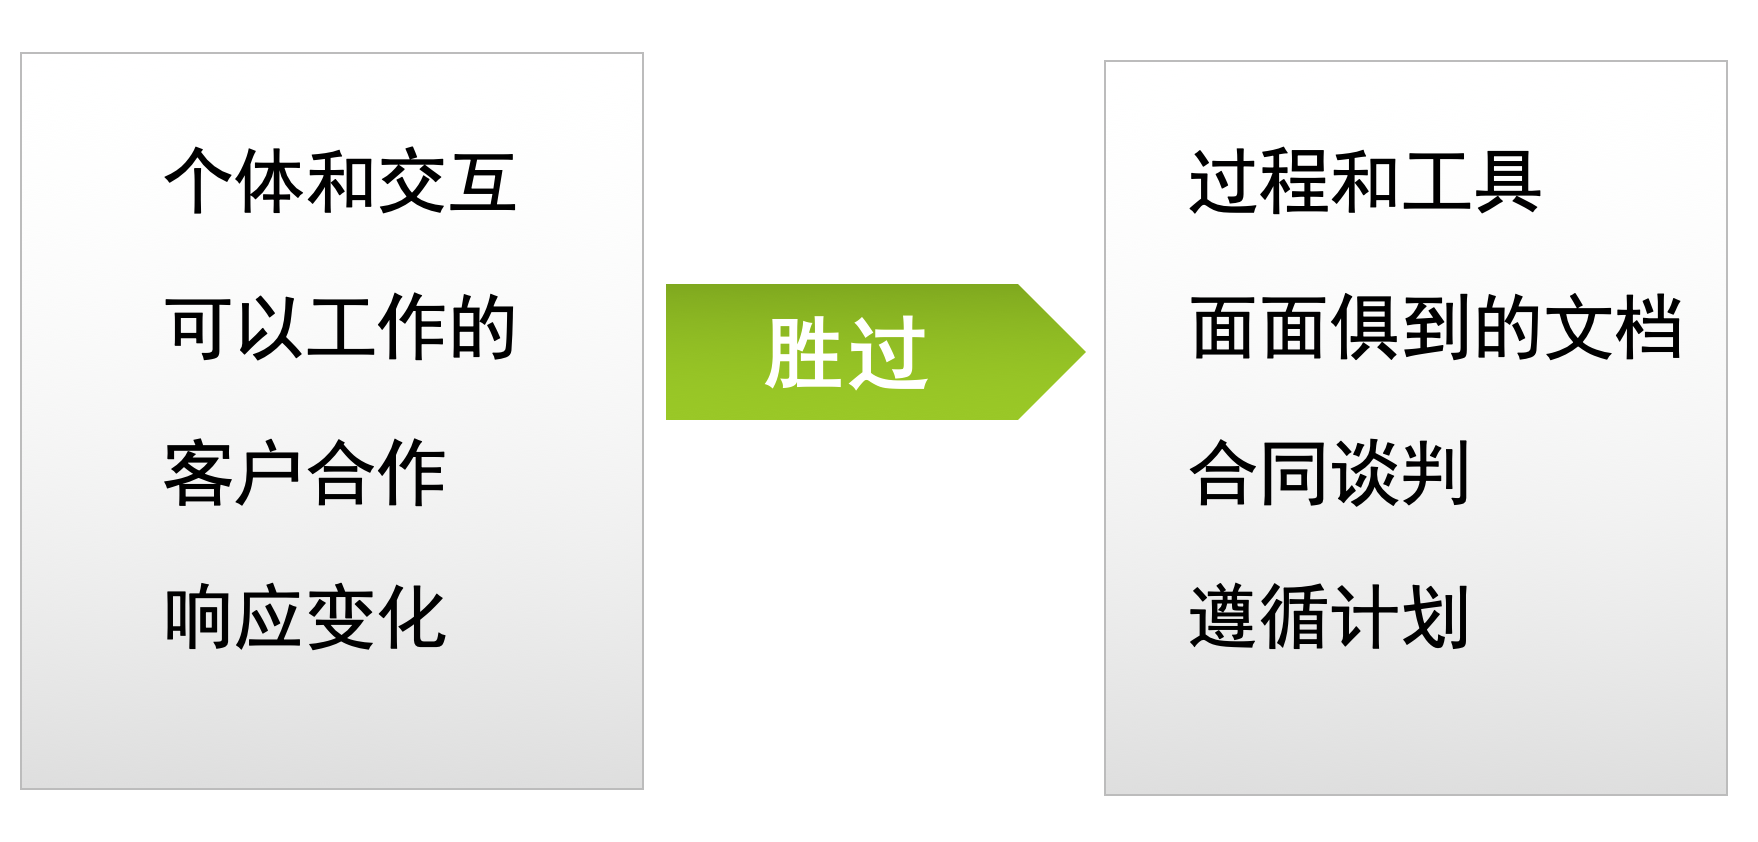 个体和交互
可以工作的
客户合作
响应变化
胜过
过程和工具
面面俱到的文档
合同谈判
遵循计划